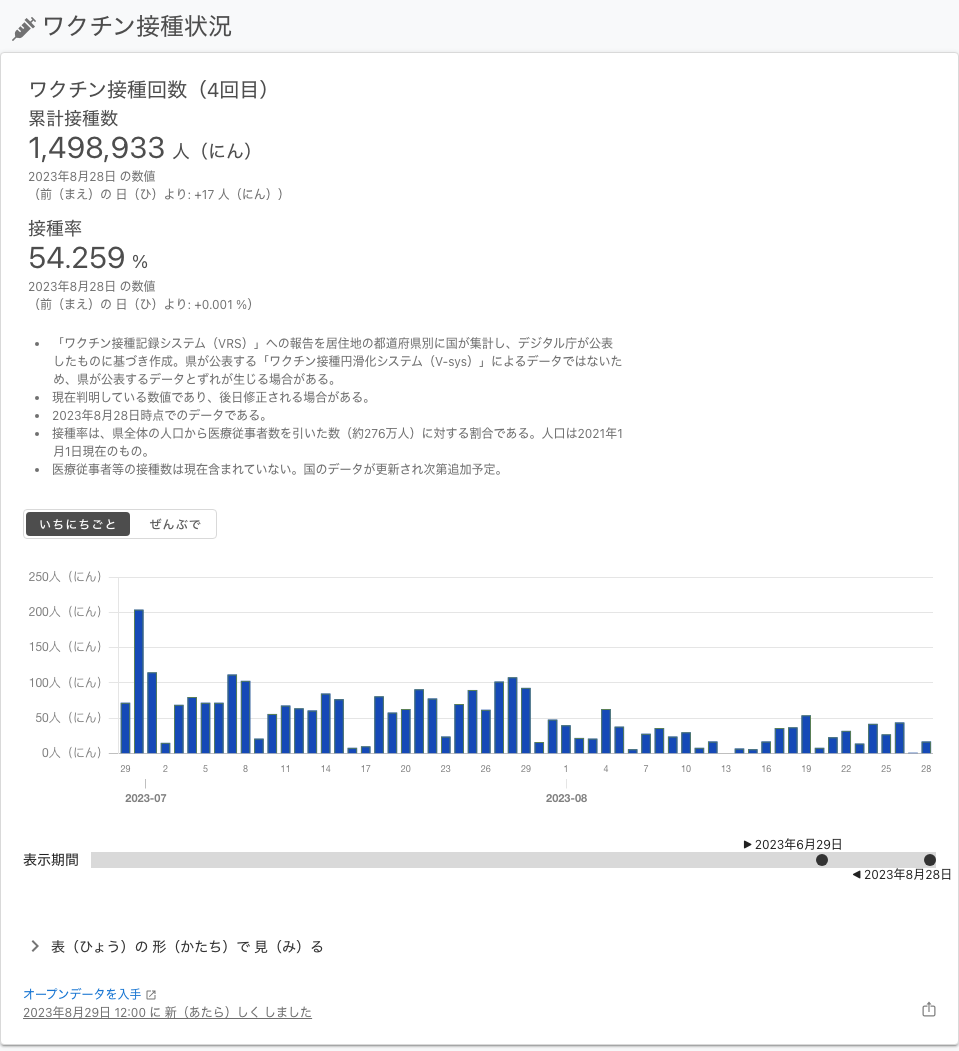 ワクチン接種状況
ワクチン接種回数（4回目）
累計接種数
1,498,933 人（にん）
2023年8月28日 の数値
（前（まえ）の 日（ひ）より: +17 人（にん））
接種率
54.259 %
2023年8月28日 の数値
（前（まえ）の 日（ひ）より: +0.001 %）
• 「ワクチン接種記録システム（VRS）」への報告を居住地の都道府県別に国が集計し、デジタル庁が公表
したものに基づき作成。県が公表する「ワクチン接種円滑化システム（V-sys）」によるデータではないた
め、県が公表するデータとずれが生じる場合がある。
• 現在判明している数値であり、後日修正される場合がある。
• 2023年8月28日時点でのデータである。
• 接種率は、県全体の人口から医療従事者数を引いた数（約276万人）に対する割合である。人口は2021年1
月1日現在のもの。
• 医療従事者等の接種数は現在含まれていない。国のデータが更新され次第追加予定。
いちにちごと ぜんぶで
250人（にん）
200人（にん）
150人（にん）
100人（にん）
50人（にん）
0人（にん）
29 2 5 8 11 14 17 20 23 26 29 1 4 7 10 13 16 19 22 25 28
2023-07 2023-08
▶ 2023年6月29日
表示期間
◀ 2023年8月28日
表（ひょう）の 形（かたち）で 見（み）る
オープンデータを入手
2023年8月29日 12:00 に 新（あたら）しく しました